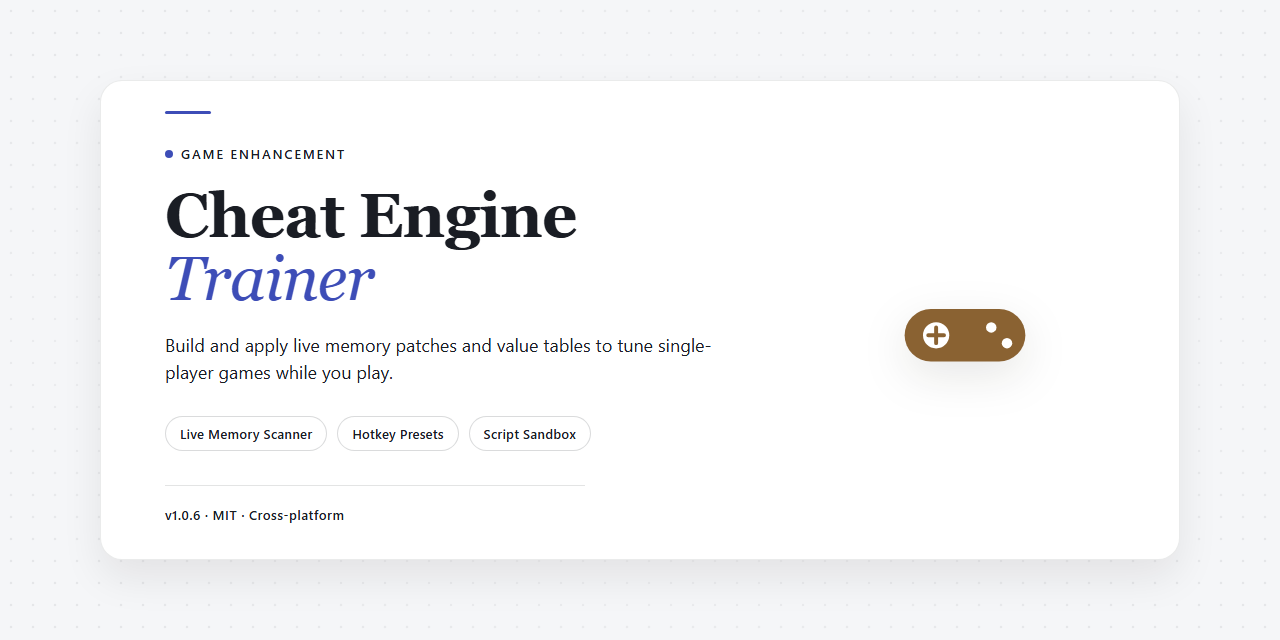 GAME ENHANCEMENT
Cheat Engine
Trainer
Build and apply live memory patches and value tables to tune single-
player games while you play.
Live Memory Scanner
Hotkey Presets
Script Sandbox
v1.0.6 · MIT · Cross-platform